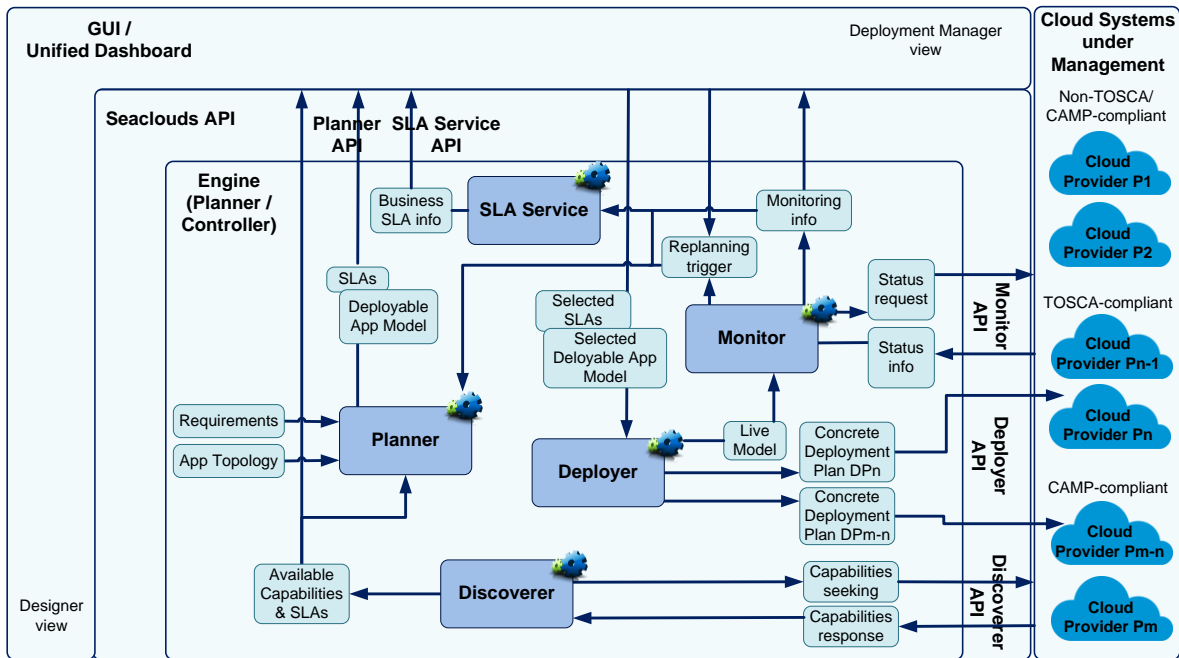 GUI /
Unified Dashboard
Deployment Manager
view
Cloud Systems
under
Management
Non-TOSCA/
CAMP-compliant
Cloud
Provider P1
Cloud
Provider P2
TOSCA-compliant
Cloud
Provider Pn-1
Cloud
Provider Pn
CAMP-compliant
Cloud
Provider Pm-n
Cloud
Provider Pm
Seaclouds API
Planner
API
SLA Service
API
Engine
(Planner /
Controller)
Business
SLA info
SLA Service
Monitoring
info
Replanning
trigger
Status
request
Monitor
API
SLAs
Deployable
App Model
Selected
SLAs
Selected
Deloyable App
Model
Monitor
Status
info
Requirements
App Topology
Planner
Deployer
Live
Model
Concrete
Deployment
Plan DPn
Deployer
API
Concrete
Deployment
Plan DPm-n
Available
Capabilities
& SLAs
Discoverer
Capabilities
seeking
Capabilities
response
Discoverer
API
Designer
view